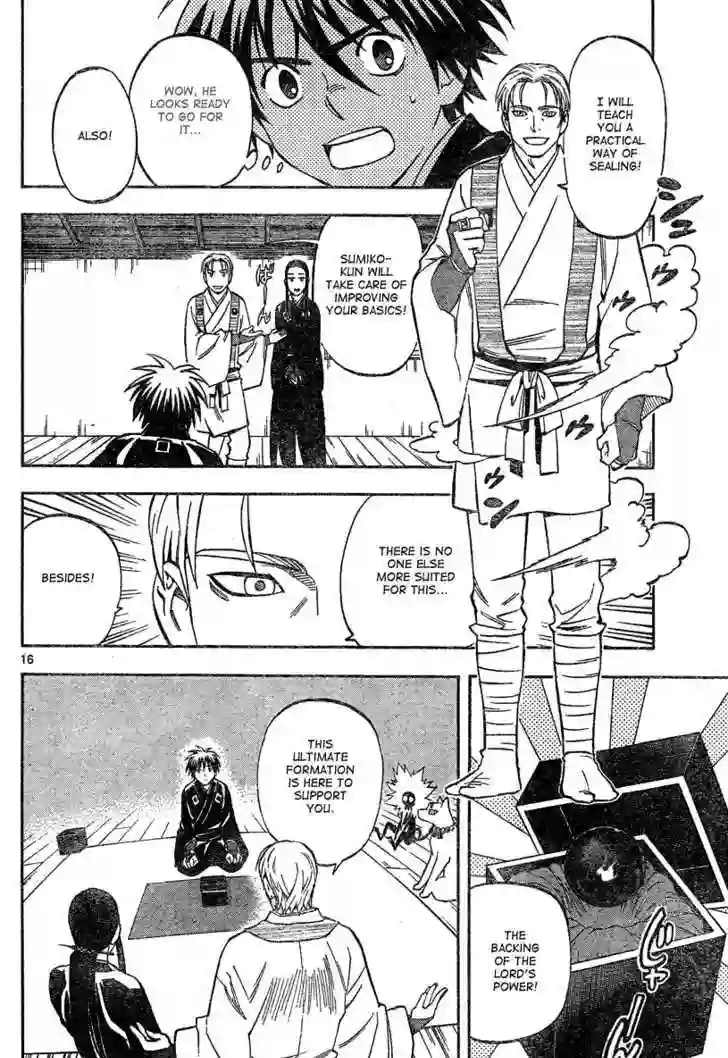 I WILL
TEACH
YOU A
PRACTICAL
WAY OF
SEALING!
WOW, HE
LOOKS READY
TO GO FOR
IT...
ALSO!
SUMIKO-
KUN WILL
TAKE CARE OF
IMPROVING
YOUR BASICS!
THERE IS NO
ONE ELSE
MORE SUITED
FOR THIS...
BESIDES!
16
THIS
ULTIMATE
FORMATION
IS HERE TO
SUPPORT
YOU.
THE
BACKING
OF THE
LORD'S
POWER!